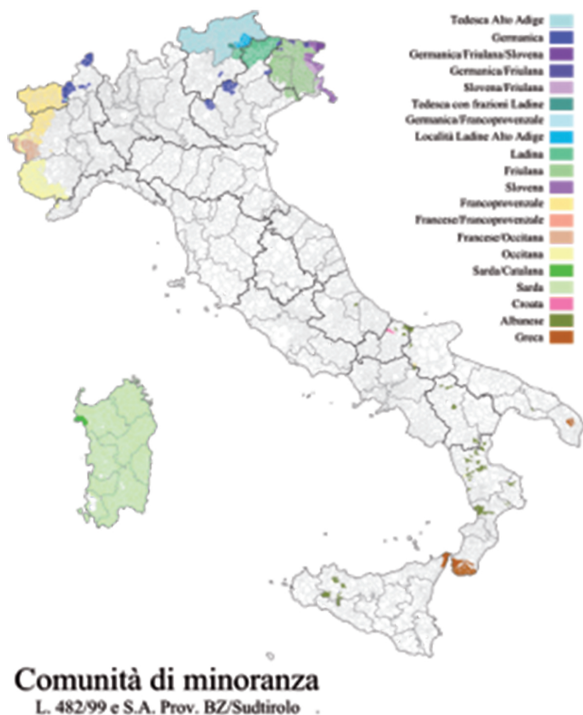 Tedesca Alto Adige
Germanica
Germanica/Friulana/Slovena
Germanica/Friulana
Slovena/Friulana
Tedesca con frazioni Ladine
Germanica/Francoprovenzale
Località Ladine Alto Adige
Ladina
Friulana
Slovena
Francoprovenzale
Francese/Francoprovenzale
Francese/Occitana
Occitana
Sarda/Catalana
Sarda
Croata
Albanese
Greca
Comunità di minoranza
L. 482/99 e S.A. Prov. BZ/Sudtirolo .